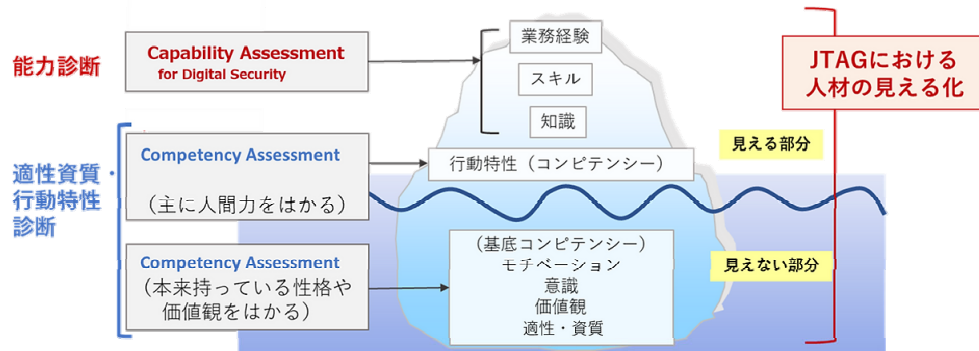 能力診断
Capability Assessment
for Digital Security
業務経験
スキル
知識
JTAGにおける
人材の見える化
適性資質・
行動特性
診断
Competency Assessment
（主に人間力をはかる）
行動特性（コンピテンシー）
見える部分
Competency Assessment
（本来持っている性格や
価値観をはかる）
（基底コンピテンシー）
モチベーション
意識
価値観
適性・資質
見えない部分